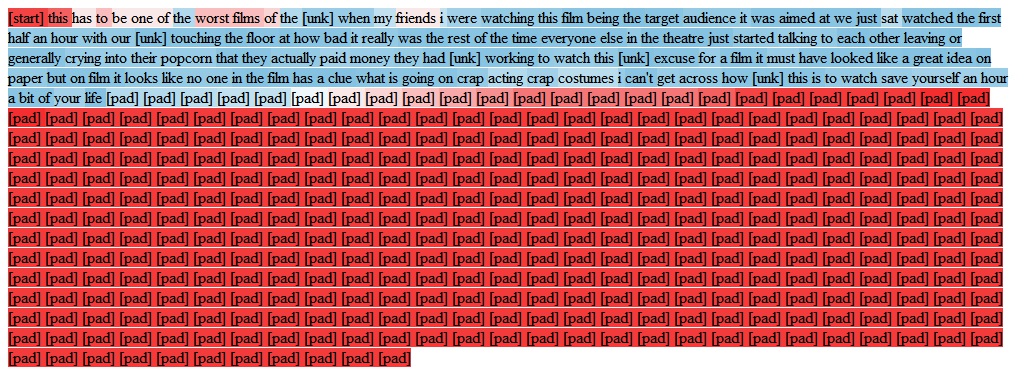 [start] this has to be one of the worst films of the [unk] when my friends i were watching this film being the target audience it was aimed at we just sat watched the first
half an hour with our [unk] touching the floor at how bad it really was the rest of the time everyone else in the theatre just started talking to each other leaving or
generally crying into their popcorn that they actually paid money they had [unk] working to watch this [unk] excuse for a film it must have looked like a great idea on
paper but on film it looks like no one in the film has a clue what is going on crap acting crap costumes i can't get across how [unk] this is to watch save yourself an hour
a bit of your life [pad] [pad] [pad] [pad] [pad] [pad] [pad] [pad] [pad] [pad] [pad] [pad] [pad] [pad] [pad] [pad] [pad] [pad] [pad] [pad] [pad] [pad] [pad] [pad]
[pad] [pad] [pad] [pad] [pad] [pad] [pad] [pad] [pad] [pad] [pad] [pad] [pad] [pad] [pad] [pad] [pad] [pad] [pad] [pad] [pad] [pad] [pad] [pad] [pad] [pad] [pad]
[pad] [pad] [pad] [pad] [pad] [pad] [pad] [pad] [pad] [pad] [pad] [pad] [pad] [pad] [pad] [pad] [pad] [pad] [pad] [pad] [pad] [pad] [pad] [pad] [pad] [pad] [pad]
[pad] [pad] [pad] [pad] [pad] [pad] [pad] [pad] [pad] [pad] [pad] [pad] [pad] [pad] [pad] [pad] [pad] [pad] [pad] [pad] [pad] [pad] [pad] [pad] [pad] [pad] [pad]
[pad] [pad] [pad] [pad] [pad] [pad] [pad] [pad] [pad] [pad] [pad] [pad] [pad] [pad] [pad] [pad] [pad] [pad] [pad] [pad] [pad] [pad] [pad] [pad] [pad] [pad] [pad]
[pad] [pad] [pad] [pad] [pad] [pad] [pad] [pad] [pad] [pad] [pad] [pad] [pad] [pad] [pad] [pad] [pad] [pad] [pad] [pad] [pad] [pad] [pad] [pad] [pad] [pad] [pad]
[pad] [pad] [pad] [pad] [pad] [pad] [pad] [pad] [pad] [pad] [pad] [pad] [pad] [pad] [pad] [pad] [pad] [pad] [pad] [pad] [pad] [pad] [pad] [pad] [pad] [pad] [pad]
[pad] [pad] [pad] [pad] [pad] [pad] [pad] [pad] [pad] [pad] [pad] [pad] [pad] [pad] [pad] [pad] [pad] [pad] [pad] [pad] [pad] [pad] [pad] [pad] [pad] [pad] [pad]
[pad] [pad] [pad] [pad] [pad] [pad] [pad] [pad] [pad] [pad] [pad] [pad] [pad] [pad] [pad] [pad] [pad] [pad] [pad] [pad] [pad] [pad] [pad] [pad] [pad] [pad] [pad]
[pad] [pad] [pad] [pad] [pad] [pad] [pad] [pad] [pad] [pad] [pad] [pad] [pad] [pad] [pad] [pad] [pad] [pad] [pad] [pad] [pad] [pad] [pad] [pad] [pad] [pad] [pad]
[pad] [pad] [pad] [pad] [pad] [pad] [pad] [pad] [pad] [pad] [pad] [pad] [pad] [pad] [pad] [pad] [pad] [pad] [pad] [pad] [pad] [pad] [pad] [pad] [pad] [pad] [pad]
[pad] [pad] [pad] [pad] [pad] [pad] [pad] [pad] [pad] [pad] [pad] [pad] [pad] [pad] [pad] [pad] [pad] [pad] [pad] [pad] [pad] [pad] [pad] [pad] [pad] [pad] [pad]
[pad] [pad] [pad] [pad] [pad] [pad] [pad] [pad] [pad] [pad] [pad] [pad] [pad] [pad] [pad] [pad] [pad] [pad] [pad] [pad] [pad] [pad] [pad] [pad] [pad] [pad] [pad]
[pad] [pad] [pad] [pad] [pad] [pad] [pad] [pad] [pad] [pad] [pad]